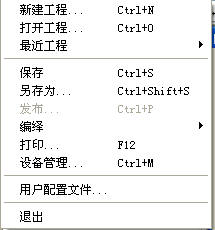 新建工程... Ctrl+N
打开工程... Ctrl+O
最近工程
保存 Ctrl+S
另存为... Ctrl+Shift+S
发布... Ctrl+P
编绎
打印... F12
设备管理... Ctrl+M
用户配置文件...
退出